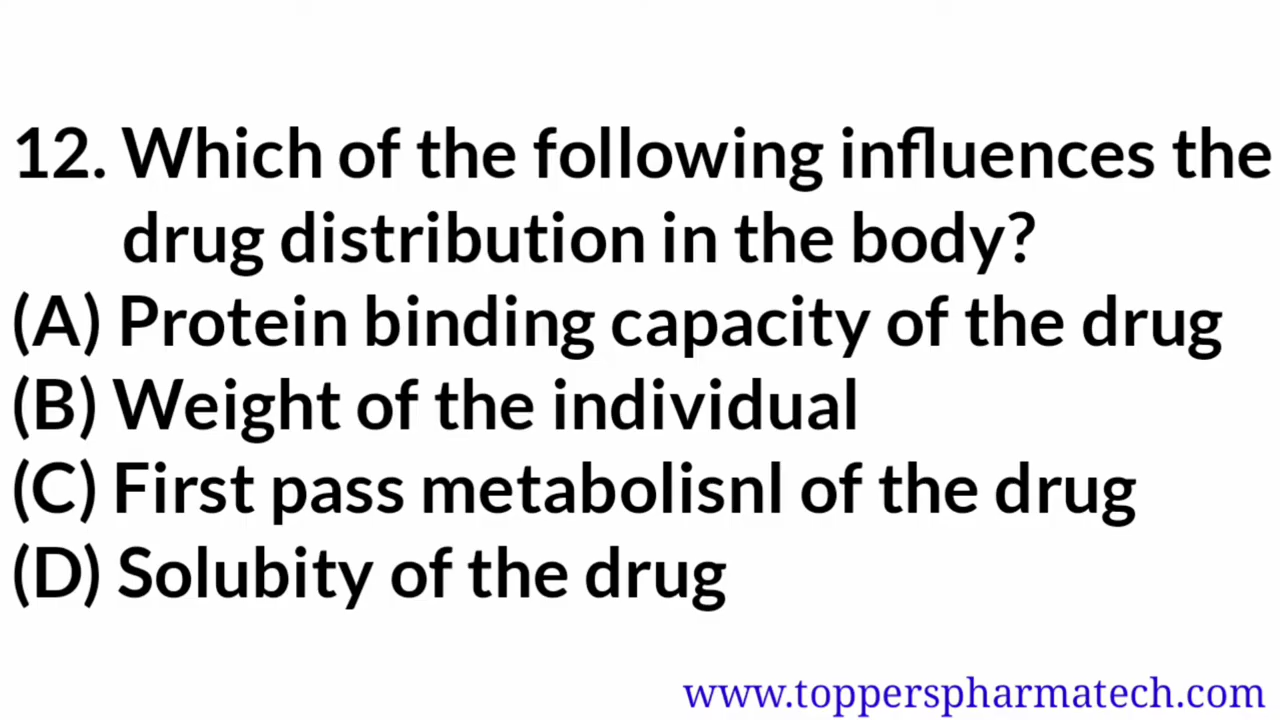 12. Which of the following influences the
drug distribution in the body?
(A) Protein binding capacity of the drug
(B) Weight of the individual
(C) First pass metabolisnl of the drug
(D) Solubity of the drug
www.topperspharmatech.com